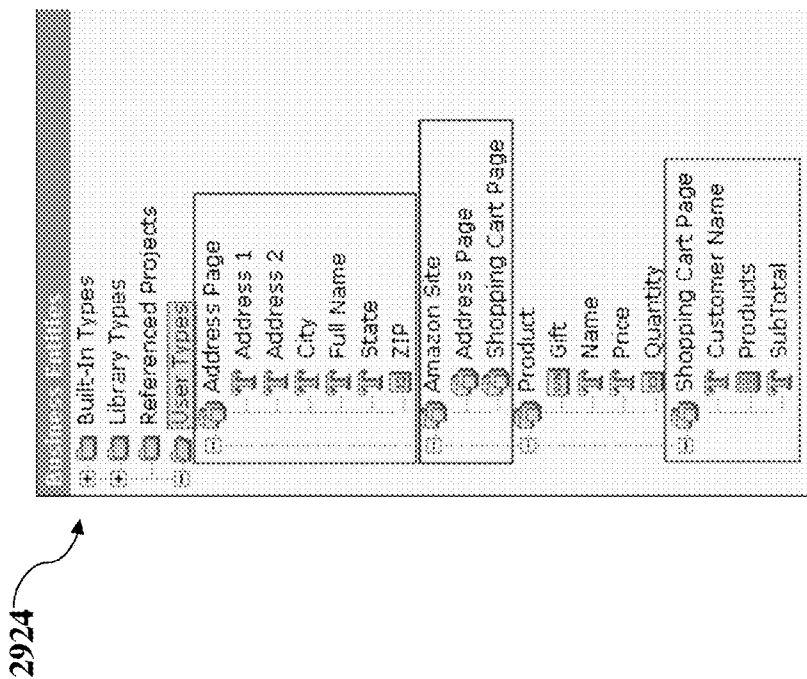 2924
Business Entities
Built-In Types
Library Types
Referenced Projects
User Types
Address Page
Address 1
Address 2
City
Full Name
State
ZIP
Amazon Site
Address Page
Shopping Cart Page
Product
Gift
Name
Price
Quantity
Shopping Cart Page
Customer Name
Products
SubTotal